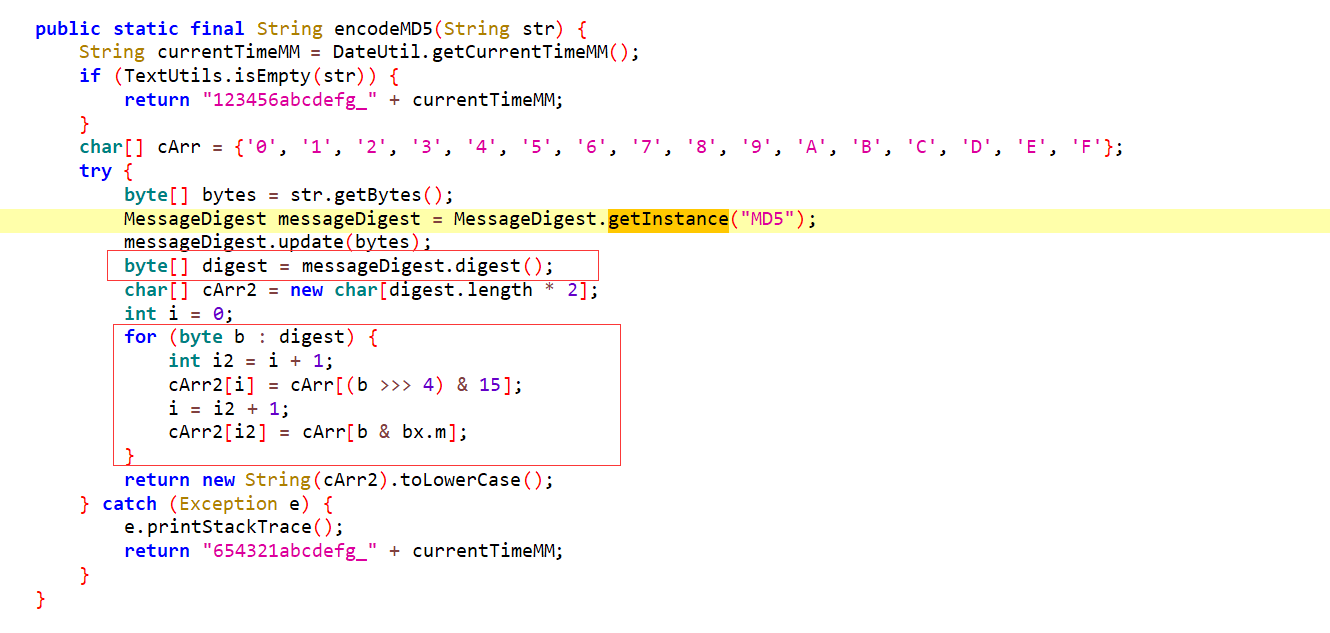 public static final String encodeMD5(String str) {
    String currentTimeMM = DateUtil.getCurrentTimeMM();
    if (TextUtils.isEmpty(str)) {
        return "123456abcdefg_" + currentTimeMM;
    }
    char[] cArr = {'0', '1', '2', '3', '4', '5', '6', '7', '8', '9', 'A', 'B', 'C', 'D', 'E', 'F'};
    try {
        byte[] bytes = str.getBytes();
        MessageDigest messageDigest = MessageDigest.getInstance("MD5");
        messageDigest.update(bytes);
        byte[] digest = messageDigest.digest();
        char[] cArr2 = new char[digest.length * 2];
        int i = 0;
        for (byte b : digest) {
            int i2 = i + 1;
            cArr2[i] = cArr[(b >>> 4) & 15];
            i = i2 + 1;
            cArr2[i2] = cArr[b & bx.m];
        }
        return new String(cArr2).toLowerCase();
    } catch (Exception e) {
        e.printStackTrace();
        return "654321abcdefg_" + currentTimeMM;
    }
}